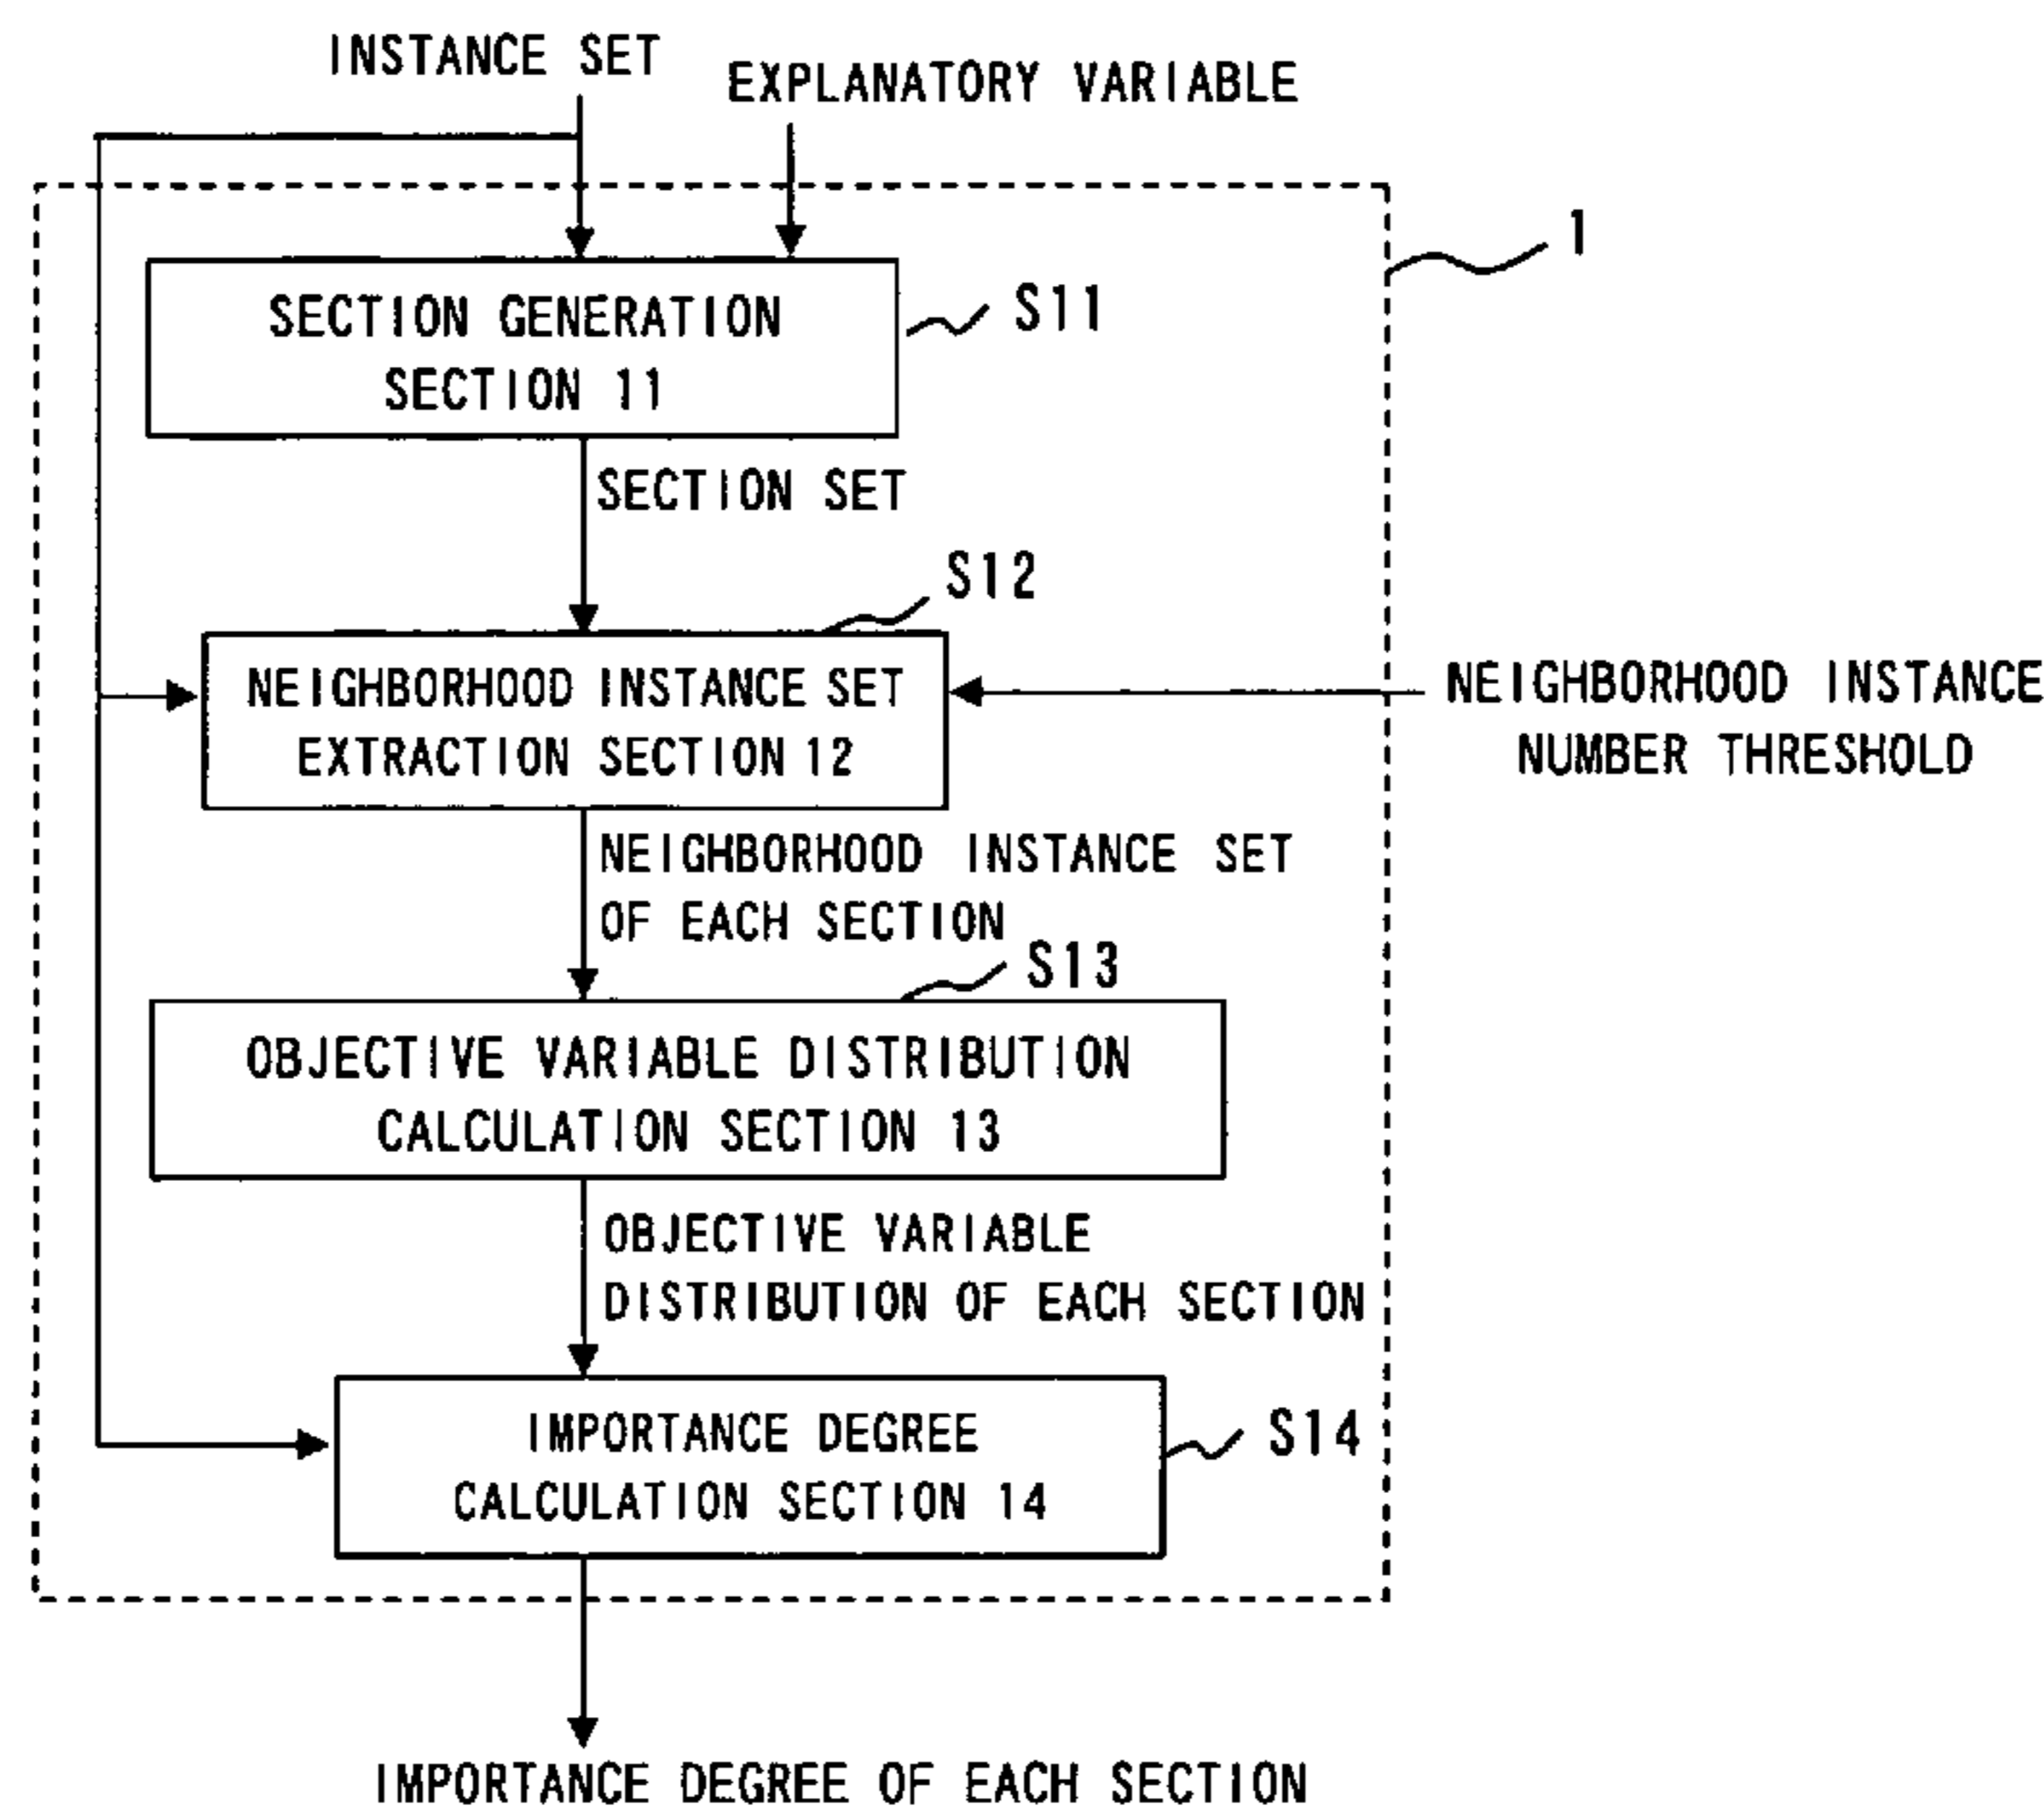 INSTANCE SET
EXPLANATORY VARIABLE
1
SECTION GENERATION
SECTION 11
S11
SECTION SET
S12
NEIGHBORHOOD INSTANCE SET
EXTRACTION SECTION 12
NEIGHBORHOOD INSTANCE
NUMBER THRESHOLD
NEIGHBORHOOD INSTANCE SET
OF EACH SECTION
S13
OBJECTIVE VARIABLE DISTRIBUTION
CALCULATION SECTION 13
OBJECTIVE VARIABLE
DISTRIBUTION OF EACH SECTION
IMPORTANCE DEGREE
CALCULATION SECTION 14
S14
IMPORTANCE DEGREE OF EACH SECTION